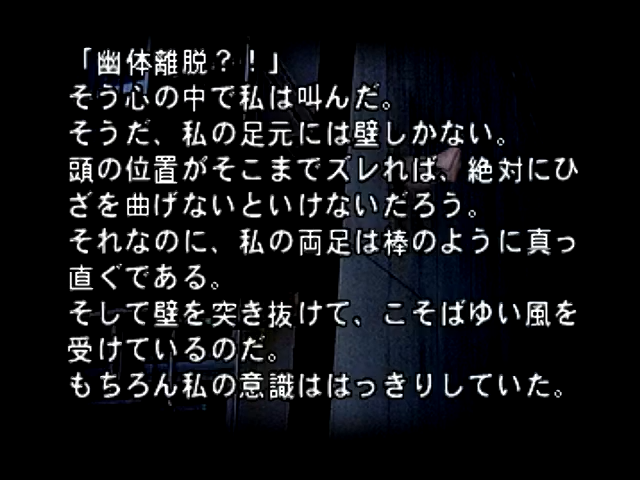 「幽体離脱？！」
そう心の中で私は叫んだ。
そうだ、私の足元には壁しかない。
頭の位置がそこまでズレれば、絶対にひ
ざを曲げないといけないだろう。
それなのに、私の両足は棒のように真っ
直ぐである。
そして壁を突き抜けて、こそばゆい風を
受けているのだ。
もちろん私の意識ははっきりしていた。